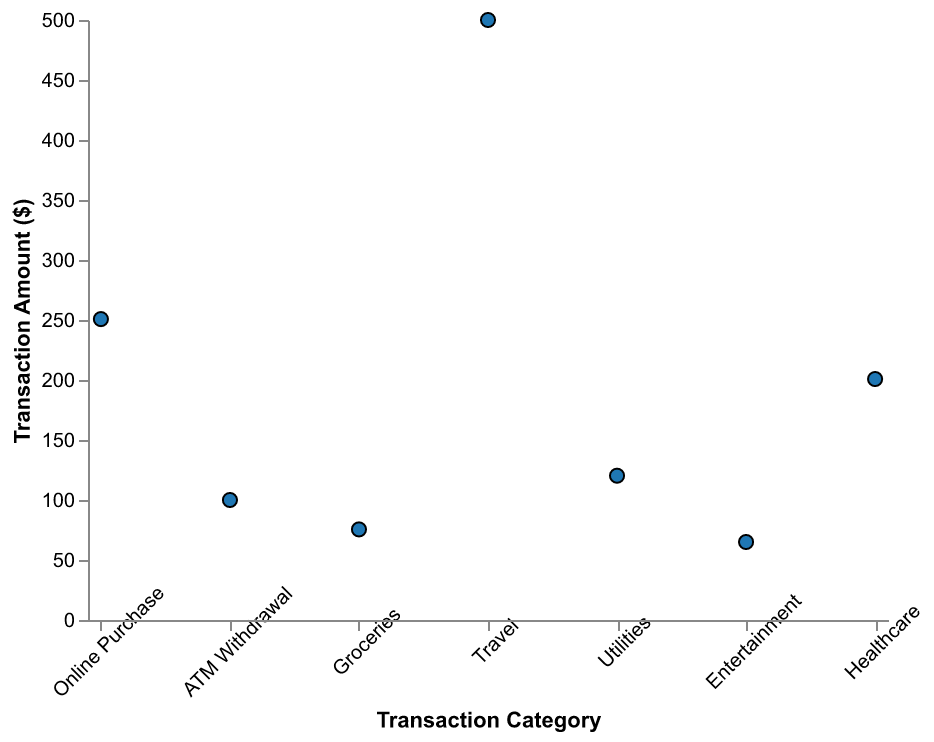 500
450
400
350
300
250
200
150
100
50
0
Transaction Amount ($)
Online Purchase
ATM Withdrawal
Groceries
Travel
Utilities
Entertainment
Healthcare
Transaction Category